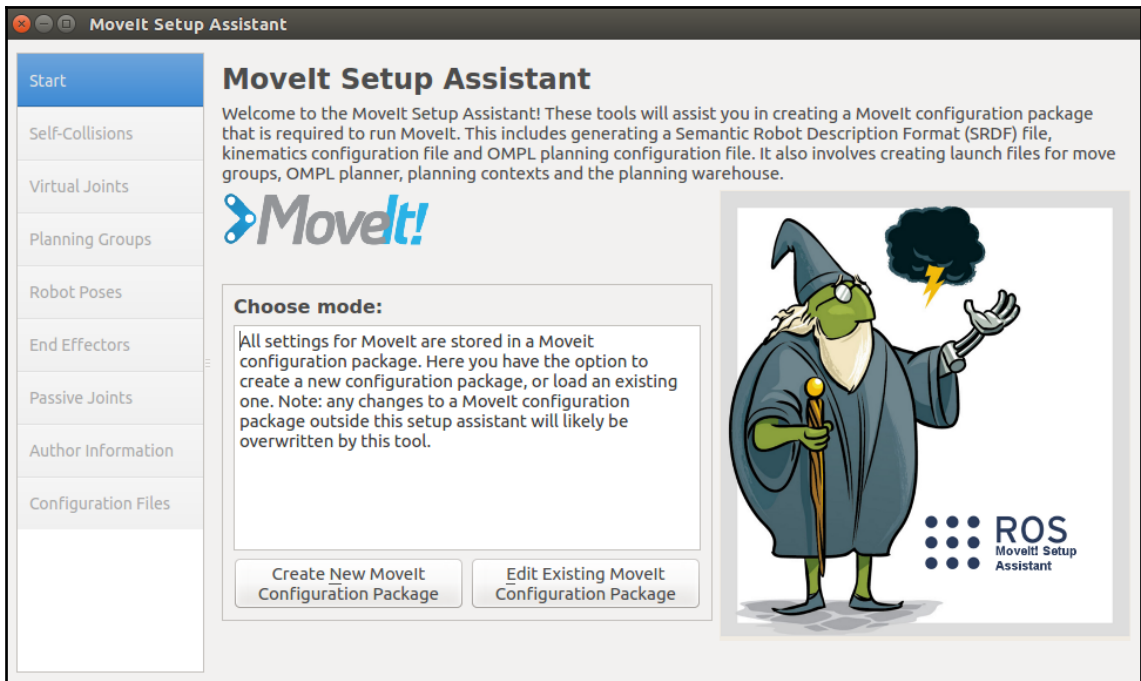 MoveIt Setup Assistant
Start
Self-Collisions
Virtual Joints
Planning Groups
Robot Poses
End Effectors
Passive Joints
Author Information
Configuration Files
MoveIt Setup Assistant
Welcome to the MoveIt Setup Assistant! These tools will assist you in creating a MoveIt configuration package
that is required to run MoveIt. This includes generating a Semantic Robot Description Format (SRDF) file,
kinematics configuration file and OMPL planning configuration file. It also involves creating launch files for move
groups, OMPL planner, planning contexts and the planning warehouse.
MoveIt!
Choose mode:
All settings for MoveIt are stored in a Moveit
configuration package. Here you have the option to
create a new configuration package, or load an existing
one. Note: any changes to a MoveIt configuration
package outside this setup assistant will likely be
overwritten by this tool.
Create New MoveIt
Configuration Package
Edit Existing MoveIt
Configuration Package
ROS
MoveIt! Setup
Assistant